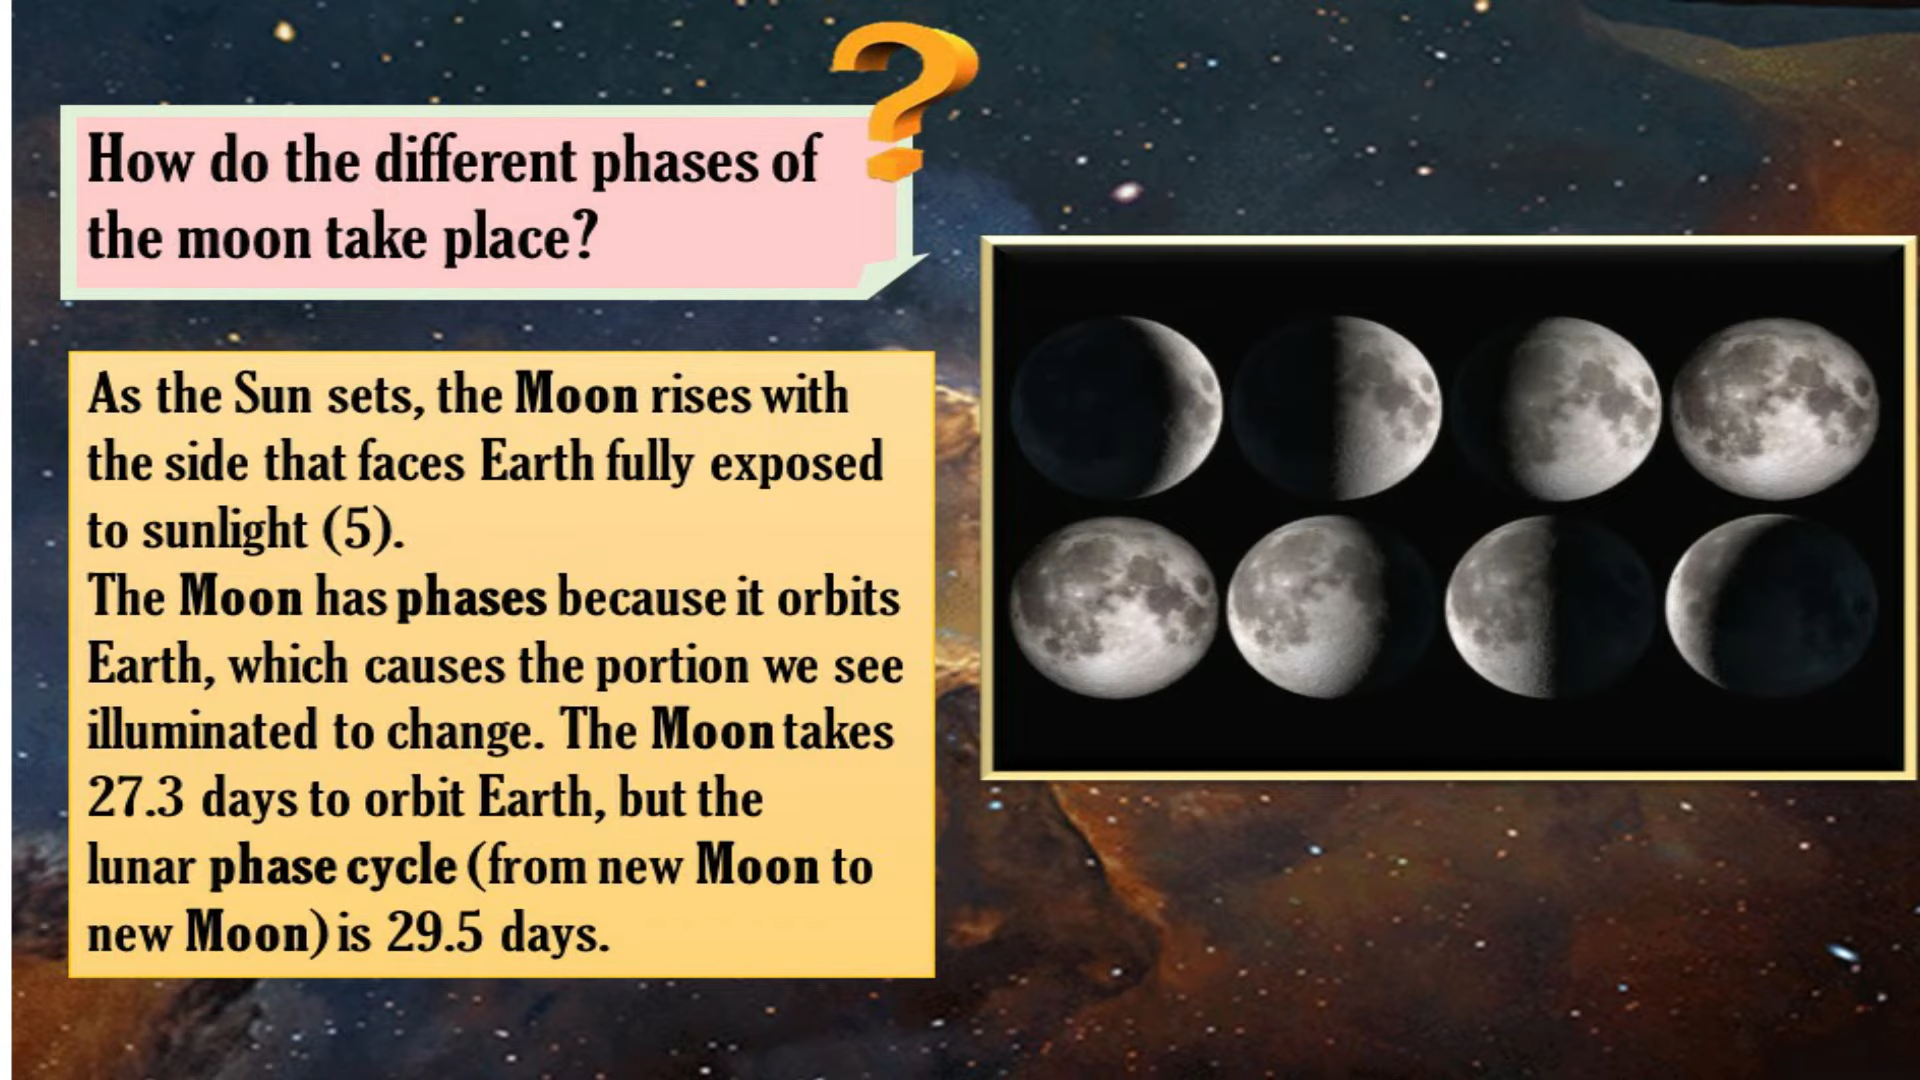 How do the different phases of
the moon take place?
As the Sun sets, the Moon rises with
the side that faces Earth fully exposed
to sunlight (5).
The Moon has phases because it orbits
Earth, which causes the portion we see
illuminated to change. The Moon takes
27.3 days to orbit Earth, but the
lunar phase cycle (from new Moon to
new Moon) is 29.5 days.